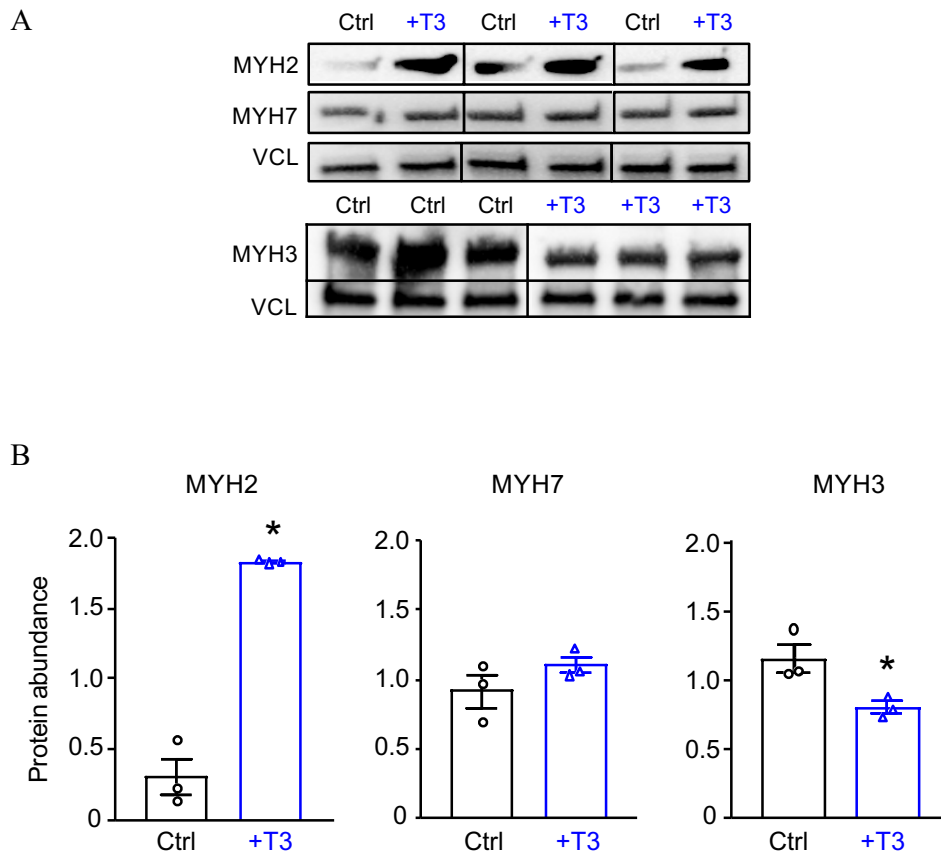 A
Ctrl +T3 Ctrl +T3 Ctrl +T3
MYH2
MYH7
VCL
Ctrl Ctrl Ctrl +T3 +T3 +T3
MYH3
VCL
B
MYH2 MYH7 MYH3
Protein abundance
2.0 2.0 2.0
* 
1.5 1.5 1.5
*
1.0 1.0 1.0
0.5 0.5 0.5
0 0 0
Ctrl +T3 Ctrl +T3 Ctrl +T3